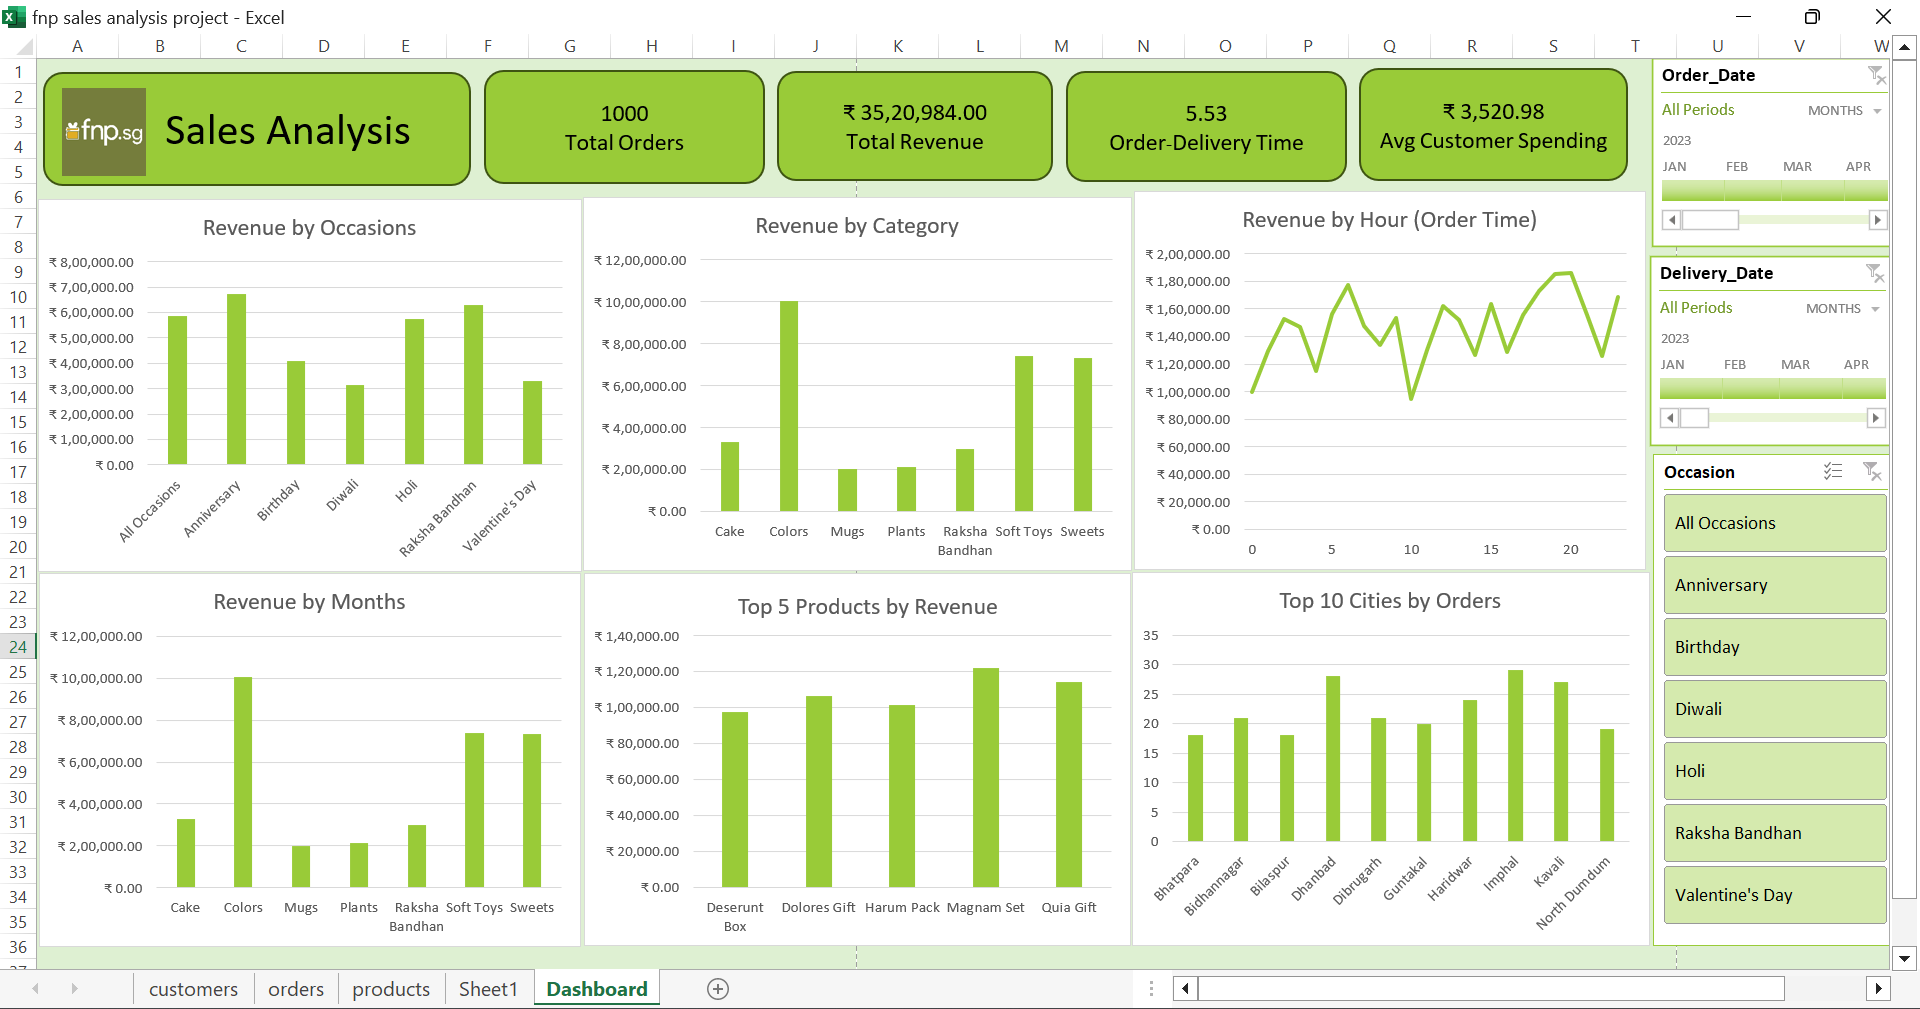 fnp sales analysis project - Excel
A B C D E F G H I J K L M N O P Q R S T U V W
1
2
3
4
5
6
7
8
9
10
11
12
13
14
15
16
17
18
19
20
21
22
23
24
25
26
27
28
29
30
31
32
33
34
35
36
37
fnp.sg
Sales Analysis
1000
Total Orders
₹ 35,20,984.00
Total Revenue
5.53
Order-Delivery Time
₹ 3,520.98
Avg Customer Spending
Revenue by Occasions
₹ 8,00,000.00
₹ 7,00,000.00
₹ 6,00,000.00
₹ 5,00,000.00
₹ 4,00,000.00
₹ 3,00,000.00
₹ 2,00,000.00
₹ 1,00,000.00
₹ 0.00
All Occasions
Anniversary
Birthday
Diwali
Holi
Raksha Bandhan
Valentine's Day
Revenue by Category
₹ 12,00,000.00
₹ 10,00,000.00
₹ 8,00,000.00
₹ 6,00,000.00
₹ 4,00,000.00
₹ 2,00,000.00
₹ 0.00
Cake Colors Mugs Plants Raksha Soft Toys Sweets
Bandhan
Revenue by Hour (Order Time)
₹ 2,00,000.00
₹ 1,80,000.00
₹ 1,60,000.00
₹ 1,40,000.00
₹ 1,20,000.00
₹ 1,00,000.00
₹ 80,000.00
₹ 60,000.00
₹ 40,000.00
₹ 20,000.00
₹ 0.00
0 5 10 15 20
Revenue by Months
₹ 12,00,000.00
₹ 10,00,000.00
₹ 8,00,000.00
₹ 6,00,000.00
₹ 4,00,000.00
₹ 2,00,000.00
₹ 0.00
Cake Colors Mugs Plants Raksha Soft Toys Sweets
Bandhan
Top 5 Products by Revenue
₹ 1,40,000.00
₹ 1,20,000.00
₹ 1,00,000.00
₹ 80,000.00
₹ 60,000.00
₹ 40,000.00
₹ 20,000.00
₹ 0.00
Deserunt Dolores Gift Harum Pack Magnam Set Quia Gift
Box
Top 10 Cities by Orders
35
30
25
20
15
10
5
0
Bhatpara
Bidhannagar
Bilaspur
Dhanbad
Dibrugarh
Guntakal
Haridwar
Imphal
Kavali
North Dumdum
Order_Date
All Periods MONTHS
2023
JAN FEB MAR APR
Delivery_Date
All Periods MONTHS
2023
JAN FEB MAR APR
Occasion
All Occasions
Anniversary
Birthday
Diwali
Holi
Raksha Bandhan
Valentine's Day
customers orders products Sheet1 Dashboard